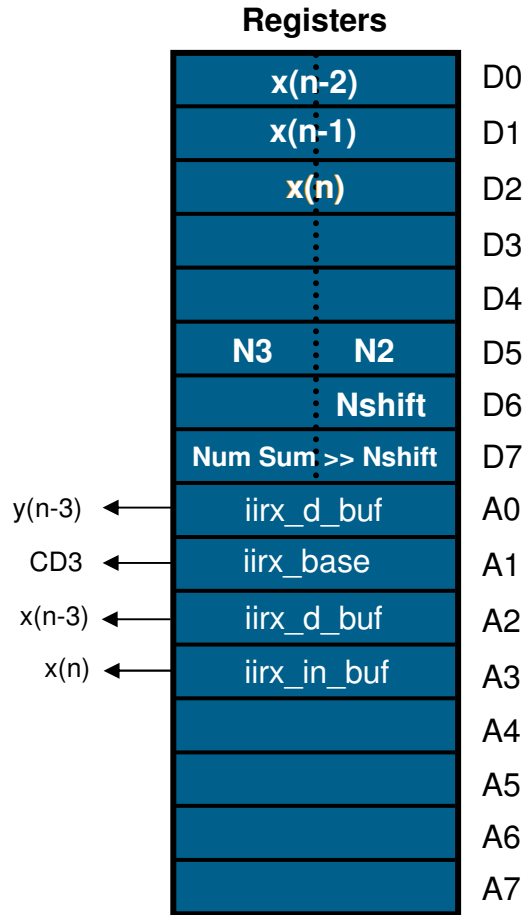 Registers
x(n-2) D0
x(n-1) D1
x(n) D2
D3
D4
N3 N2 D5
Nshift D6
Num Sum >> Nshift D7
y(n-3) iirx_d_buf A0
CD3 iirx_base A1
x(n-3) iirx_d_buf A2
x(n) iirx_in_buf A3
A4
A5
A6
A7